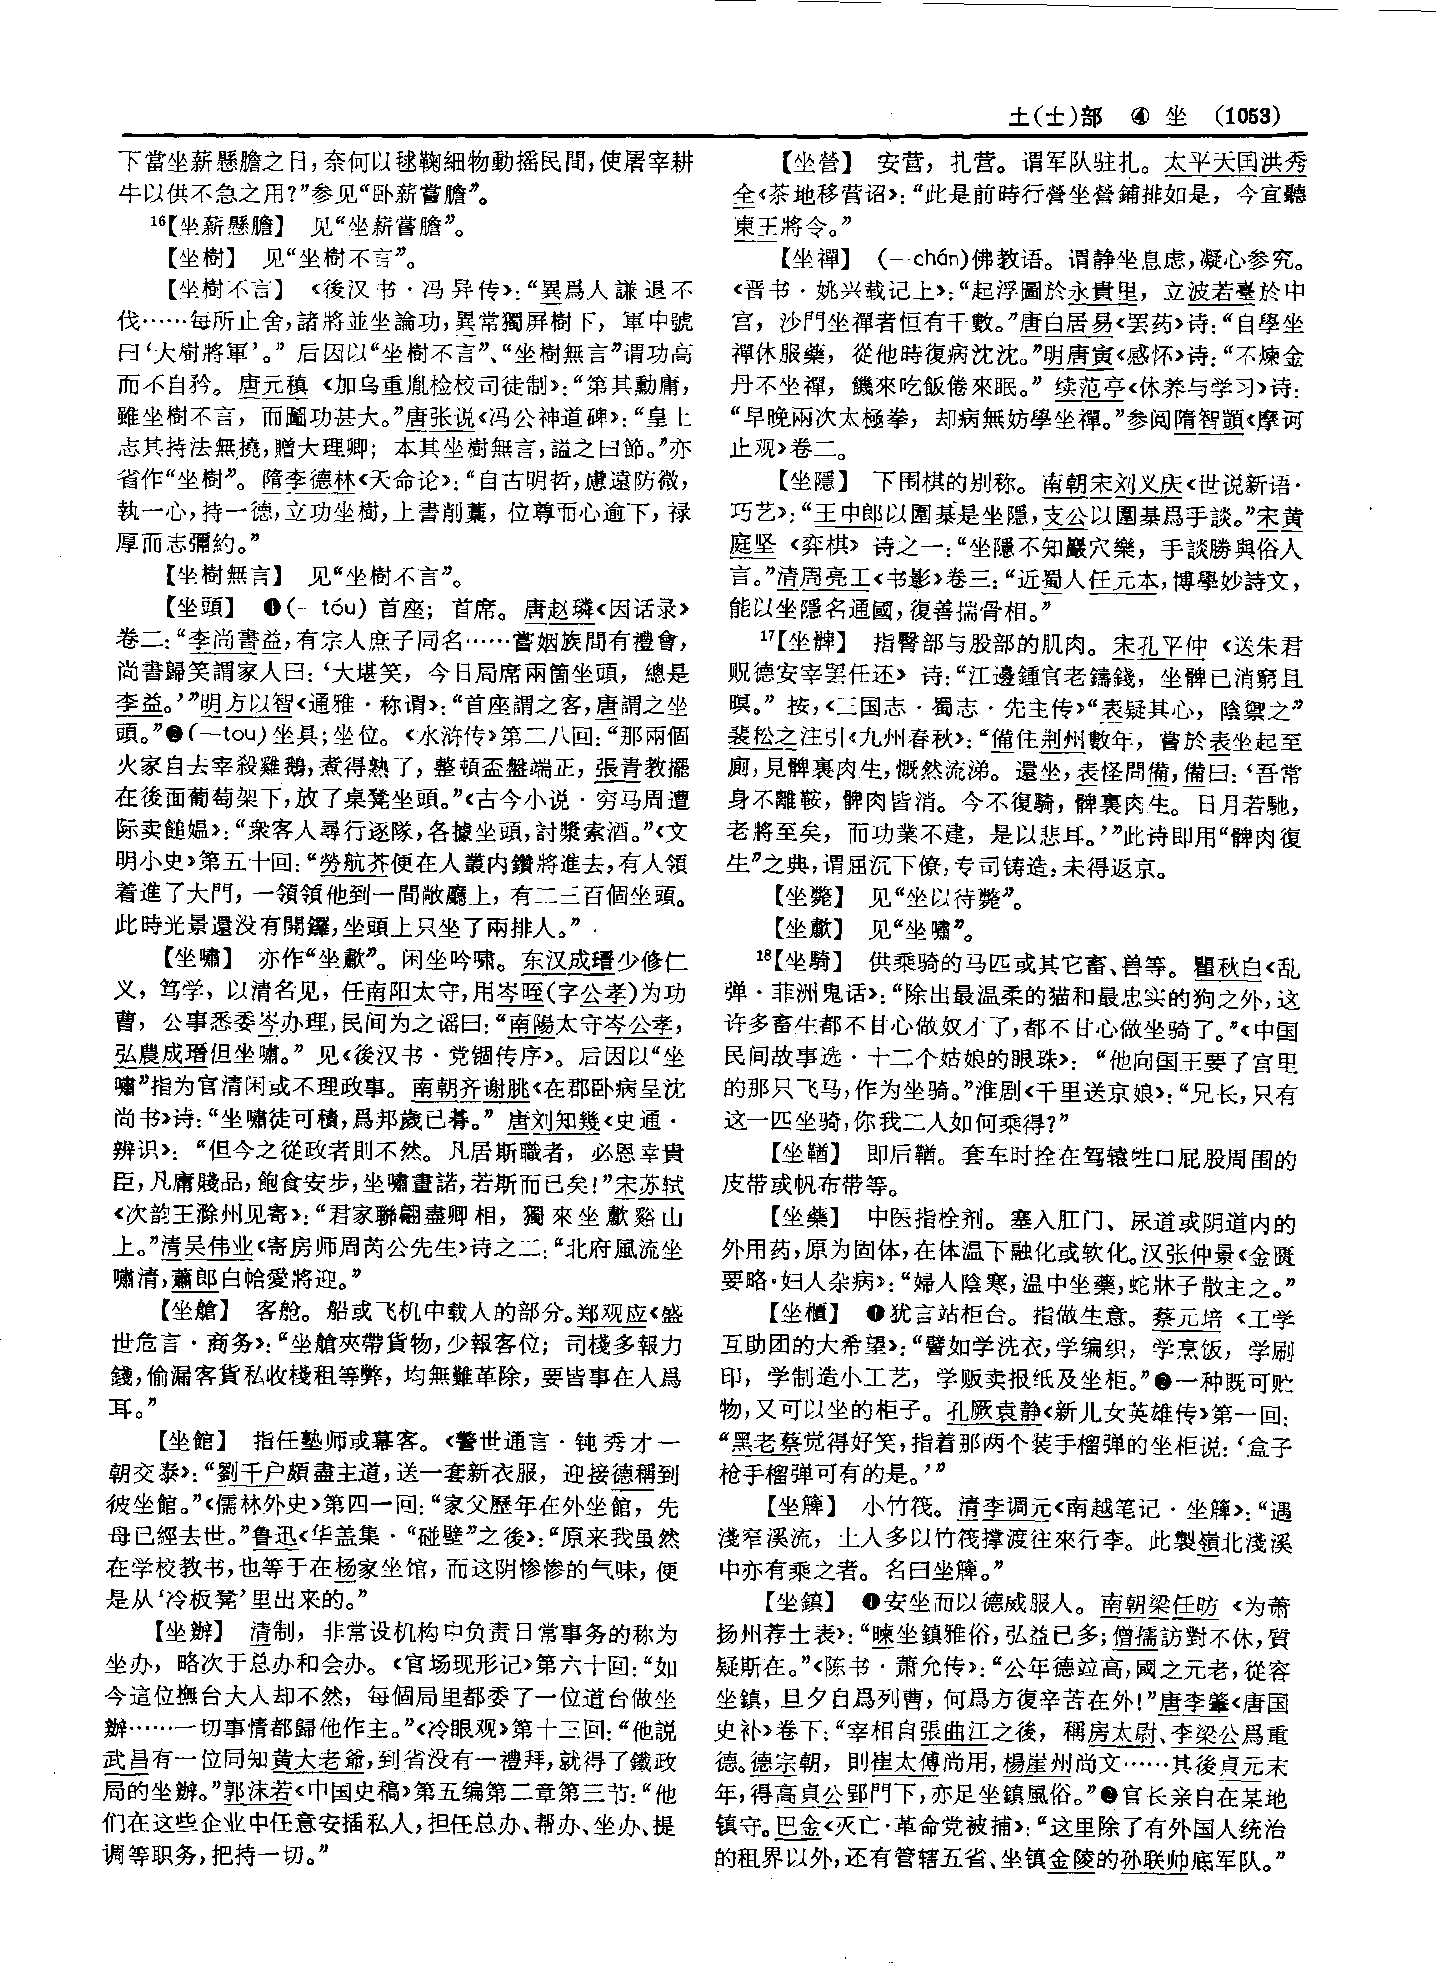 土(士)部 ④ 坐 (1053)
下當坐薪懸膽之日，奈何以毬鞠細物動摇民間，使屠宰耕
牛以供不急之用？”参见“卧薪嘗膽”。
16【坐薪懸膽】 见“坐薪嘗膽”。
【坐樹】 见“坐樹不言”。
【坐樹不言】 《後汉书·冯异传》：“異爲人謙退不
伐……每所止舍，諸將並坐論功，異常獨屏樹下，軍中號
曰‘大樹將軍’。”后因以“坐樹不言”、“坐樹無言”谓功高
而不自矜。唐元稹《加乌重胤检校司徒制》：“第其勳庸，
雖坐樹不言，而圖功甚大。”唐张说《冯公神道碑》：“皇上
志其持法無撓，贈大理卿；本其坐樹無言，謚之曰節。”亦
省作“坐樹”。隋李德林《天命论》：“自古明哲，慮遠防微，
執一心，持一德，立功坐樹，上書削藁，位尊而心逾下，禄
厚而志彌約。”
【坐樹無言】 见“坐樹不言”。
【坐頭】 ❶(- tóu)首座；首席。唐赵璘《因话录》
卷二：“李尚書益，有宗人庶子同名……嘗姻族間有禮會，
尚書歸笑謂家人曰：‘大堪笑，今日局席兩箇坐頭，總是
李益。’”明方以智《通雅·称谓》：“首座謂之客，唐謂之坐
頭。”❷(—tou)坐具；坐位。《水浒传》第二八回：“那兩個
火家自去宰殺雞鵝，煮得熟了，整頓盃盤端正，張青教擺
在後面葡萄架下，放了桌凳坐頭。”《古今小说·穷马周遭
际卖䭔媪》：“衆客人尋行逐隊，各據坐頭，討漿索酒。”《文
明小史》第五十回：“勞航芥便在人叢内鑽將進去，有人領
着進了大門，一領領他到一間敞廳上，有二三百個坐頭。
此時光景還没有開鑼，坐頭上只坐了兩排人。”
【坐嘯】 亦作“坐歗”。闲坐吟啸。东汉成瑨少修仁
义，笃学，以清名见，任南阳太守，用岑晊(字公孝)为功
曹，公事悉委岑办理，民间为之谣曰：“南陽太守岑公孝，
弘農成瑨但坐嘯。”见《後汉书·党锢传序》。后因以“坐
嘯”指为官清闲或不理政事。南朝齐谢朓《在郡卧病呈沈
尚书》诗：“坐嘯徒可積，爲邦歲已暮。”唐刘知幾《史通·
辨识》：“但今之從政者則不然。凡居斯職者，必恩幸貴
臣，凡庸賤品，飽食安步，坐嘯畫諾，若斯而已矣！”宋苏轼
《次韵王滁州见寄》：“君家聯翩盡卿相，獨來坐歗谿山
上。”清吴伟业《寄房师周芮公先生》诗之二：“北府風流坐
嘯清，蕭郎白帢愛將迎。”
【坐艙】 客舱。船或飞机中载人的部分。郑观应《盛
世危言·商务》：“坐艙夾帶貨物，少報客位；司棧多報力
錢，偷漏客貨私收棧租等弊，均無難革除，要皆事在人爲
耳。”
【坐館】 指任塾师或幕客。《警世通言·钝秀才一
朝交泰》：“劉千户頗盡主道，送一套新衣服，迎接德稱到
彼坐館。”《儒林外史》第四一回：“家父歷年在外坐館，先
母已經去世。”鲁迅《华盖集·“碰壁”之後》：“原来我虽然
在学校教书，也等于在杨家坐馆，而这阴惨惨的气味，便
是从‘冷板凳’里出来的。”
【坐辦】 清制，非常设机构中负责日常事务的称为
坐办，略次于总办和会办。《官场现形记》第六十回：“如
今這位撫台大人却不然，每個局里都委了一位道台做坐
辦……一切事情都歸他作主。”《冷眼观》第十三回：“他説
武昌有一位同知黄大老爺，到省没有一禮拜，就得了鐵政
局的坐辦。”郭沫若《中国史稿》第五编第二章第三节：“他
们在这些企业中任意安插私人，担任总办、帮办、坐办、提
调等职务，把持一切。”
【坐營】 安营，扎营。谓军队驻扎。太平天囯洪秀
全《茶地移营诏》：“此是前時行營坐營鋪排如是，今宜聽
東王將令。”
【坐禪】 (— chán)佛教语。谓静坐息虑，凝心参究。
《晋书·姚兴载记上》：“起浮圖於永貴里，立波若臺於中
宫，沙門坐禪者恒有千數。”唐白居易《罢药》诗：“自學坐
禪休服藥，從他時復病沈沈。”明唐寅《感怀》诗：“不煉金
丹不坐禪，饑來吃飯倦來眠。”续范亭《休养与学习》诗：
“早晚兩次太極拳，却病無妨學坐禪。”参阅隋智顗《摩诃
止观》卷二。
【坐隱】 下围棋的别称。南朝宋刘义庆《世说新语·
巧艺》：“王中郎以圍棊是坐隱，支公以圍棊爲手談。”宋黄
庭坚《弈棋》诗之一：“坐隱不知巖穴樂，手談勝與俗人
言。”清周亮工《书影》卷三：“近蜀人任元本，博學妙詩文，
能以坐隱名通國，復善揣骨相。”
17【坐髀】 指臀部与股部的肌肉。宋孔平仲《送朱君
贶德安宰罢任还》诗：“江邊鍾官老鑄錢，坐髀已消窮且
暝。”按，《三国志·蜀志·先主传》“表疑其心，陰禦之”
裴松之注引《九州春秋》：“備住荆州數年，嘗於表坐起至
廁，見髀裏肉生，慨然流涕。還坐，表怪問備，備曰：‘吾常
身不離鞍，髀肉皆消。今不復騎，髀裏肉生。日月若馳，
老將至矣，而功業不建，是以悲耳。’”此诗即用“髀肉復
生”之典，谓屈沉下僚，专司铸造，未得返京。
【坐斃】 见“坐以待斃”。
【坐歗】 见“坐嘯”。
18【坐騎】 供乘骑的马匹或其它畜、兽等。瞿秋白《乱
弹·非洲鬼话》：“除出最温柔的猫和最忠实的狗之外，这
许多畜生都不甘心做奴才了，都不甘心做坐骑了。”《中国
民间故事选·十二个姑娘的眼珠》：“他向国王要了宫里
的那只飞马，作为坐骑。”淮剧《千里送京娘》：“兄长，只有
这一匹坐骑，你我二人如何乘得？”
【坐鞧】 即后鞧。套车时拴在驾辕牲口屁股周围的
皮带或帆布带等。
【坐藥】 中医指栓剂。塞入肛门、尿道或阴道内的
外用药，原为固体，在体温下融化或软化。汉张仲景《金匮
要略·妇人杂病》：“婦人陰寒，温中坐藥，蛇牀子散主之。”
【坐櫃】 ❶犹言站柜台。指做生意。蔡元培《工学
互助团的大希望》：“譬如学洗衣，学编织，学烹饭，学刷
印，学制造小工艺，学贩卖报纸及坐柜。”❷一种既可贮
物，又可以坐的柜子。孔厥袁静《新儿女英雄传》第一回：
“黑老蔡觉得好笑，指着那两个装手榴弹的坐柜说：‘盒子
枪手榴弹可有的是。’”
【坐簰】 小竹筏。清李调元《南越笔记·坐簰》：“遇
淺窄溪流，土人多以竹筏撑渡往來行李。此製嶺北淺溪
中亦有乘之者。名曰坐簰。”
【坐鎮】 ❶安坐而以德威服人。南朝梁任昉《为萧
扬州荐士表》：“暕坐鎮雅俗，弘益已多；僧孺訪對不休，質
疑斯在。”《陈书·萧允传》：“公年德竝高，國之元老，從容
坐鎮，旦夕自爲列曹，何爲方復辛苦在外！”唐李肇《唐国
史补》卷下：“宰相自張曲江之後，稱房太尉、李梁公爲重
德。德宗朝，則崔太傅尚用，楊崖州尚文……其後貞元末
年，得高貞公郢門下，亦足坐鎮風俗。”❷官长亲自在某地
镇守。巴金《灭亡·革命党被捕》：“这里除了有外国人统治
的租界以外，还有管辖五省、坐镇金陵的孙联帅底军队。”